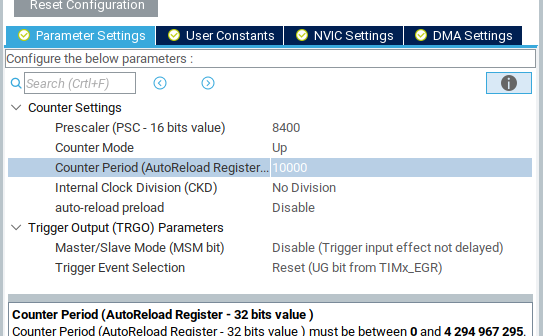 Reset Configuration
Parameter Settings User Constants NVIC Settings DMA Settings
Configure the below parameters :
Search (Crtl+F)
Counter Settings
Prescaler (PSC - 16 bits value) 8400
Counter Mode Up
Counter Period (AutoReload Register... 10000
Internal Clock Division (CKD) No Division
auto-reload preload Disable
Trigger Output (TRGO) Parameters
Master/Slave Mode (MSM bit) Disable (Trigger input effect not delayed)
Trigger Event Selection Reset (UG bit from TIMx_EGR)
Counter Period (AutoReload Register - 32 bits value )
Counter Period (AutoReload Register - 32 bits value ) must be between 0 and 4 294 967 295.